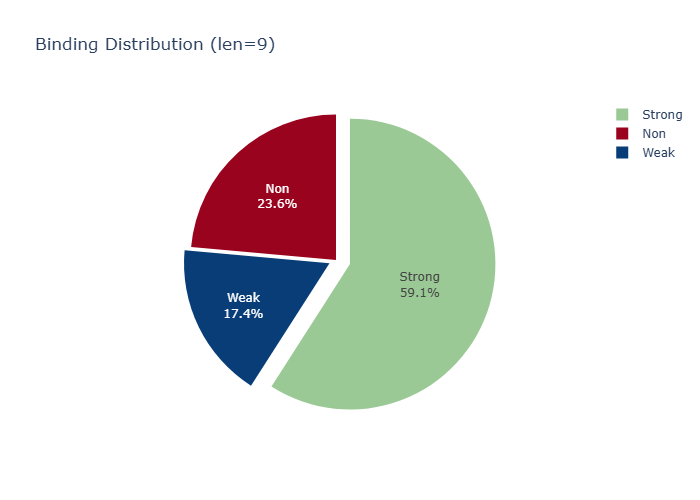 Binding Distribution (len=9)
Strong
Non
Weak
Non
23.6%
Strong
59.1%
Weak
17.4%